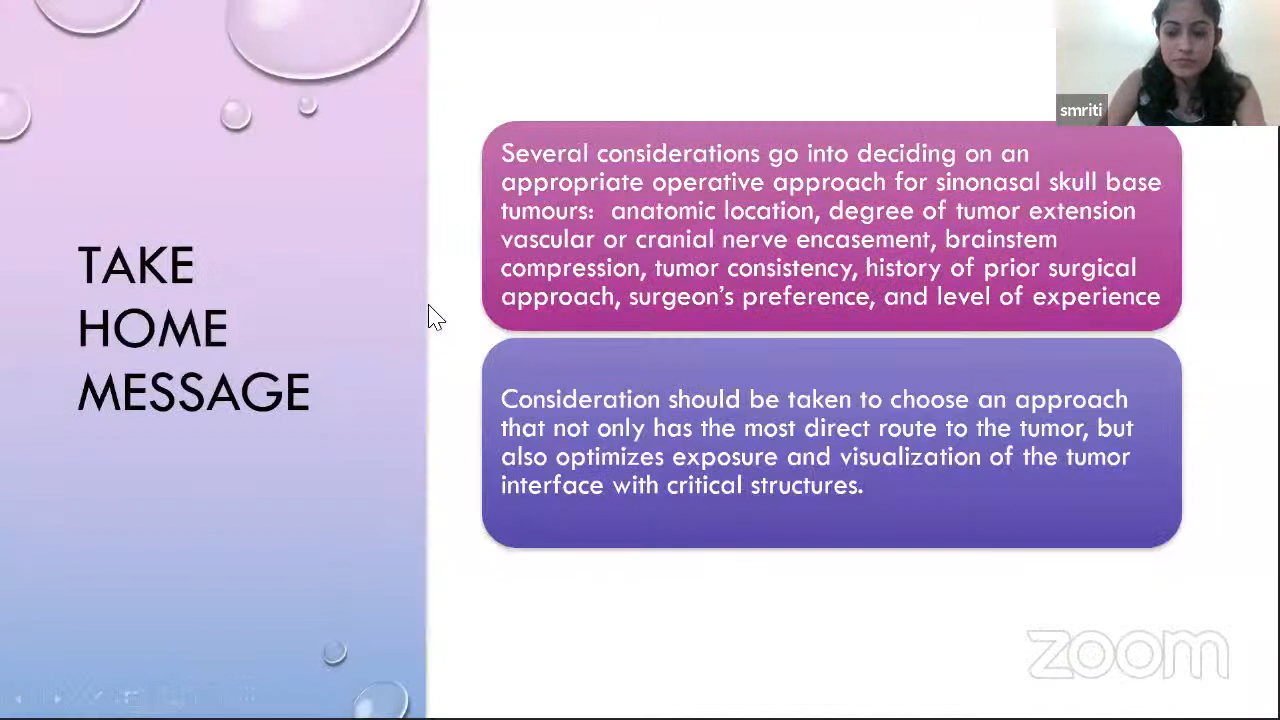 smriti
TAKE
HOME
MESSAGE
Several considerations go into deciding on an
appropriate operative approach for sinonasal skull base
tumours:  anatomic location, degree of tumor extension
vascular or cranial nerve encasement, brainstem
compression, tumor consistency, history of prior surgical
approach, surgeon’s preference, and level of experience
Consideration should be taken to choose an approach
that not only has the most direct route to the tumor, but
also optimizes exposure and visualization of the tumor
interface with critical structures.
zoom